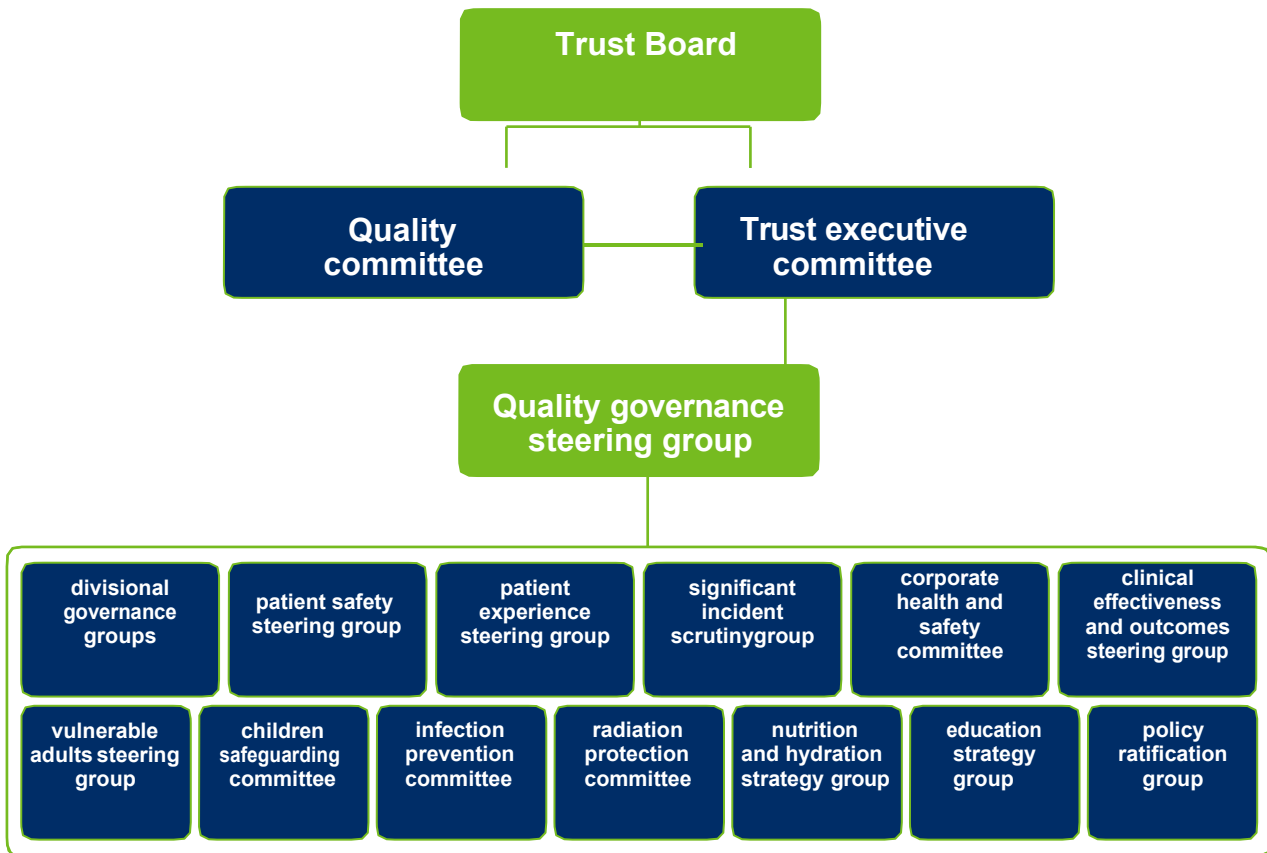 Trust Board
Quality
committee
Trust executive
committee
Quality governance
steering group
divisional
governance
groups
patient safety
steering group
patient
experience
steering group
significant
incident
scrutinygroup
corporate
health and
safety
committee
clinical
effectiveness
and outcomes
steering group
vulnerable
adults steering
group
children
safeguarding
committee
infection
prevention
committee
radiation
protection
committee
nutrition
and hydration
strategy group
education
strategy
group
policy
ratification
group